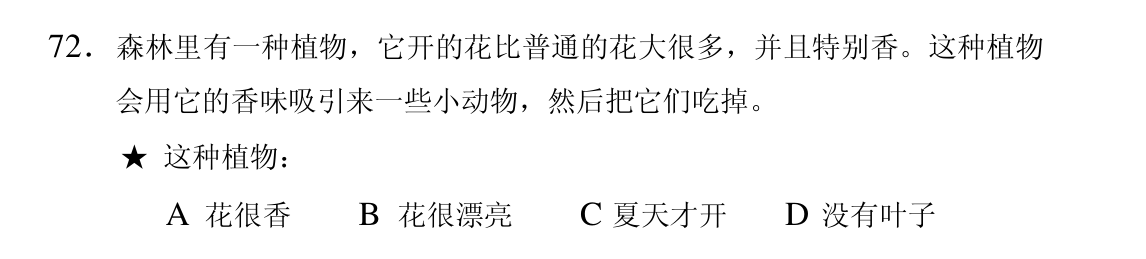 72．森林里有一种植物，它开的花比普通的花大很多，并且特别香。这种植物
会用它的香味吸引来一些小动物，然后把它们吃掉。
★ 这种植物：
A 花很香 B 花很漂亮 C 夏天才开 D 没有叶子